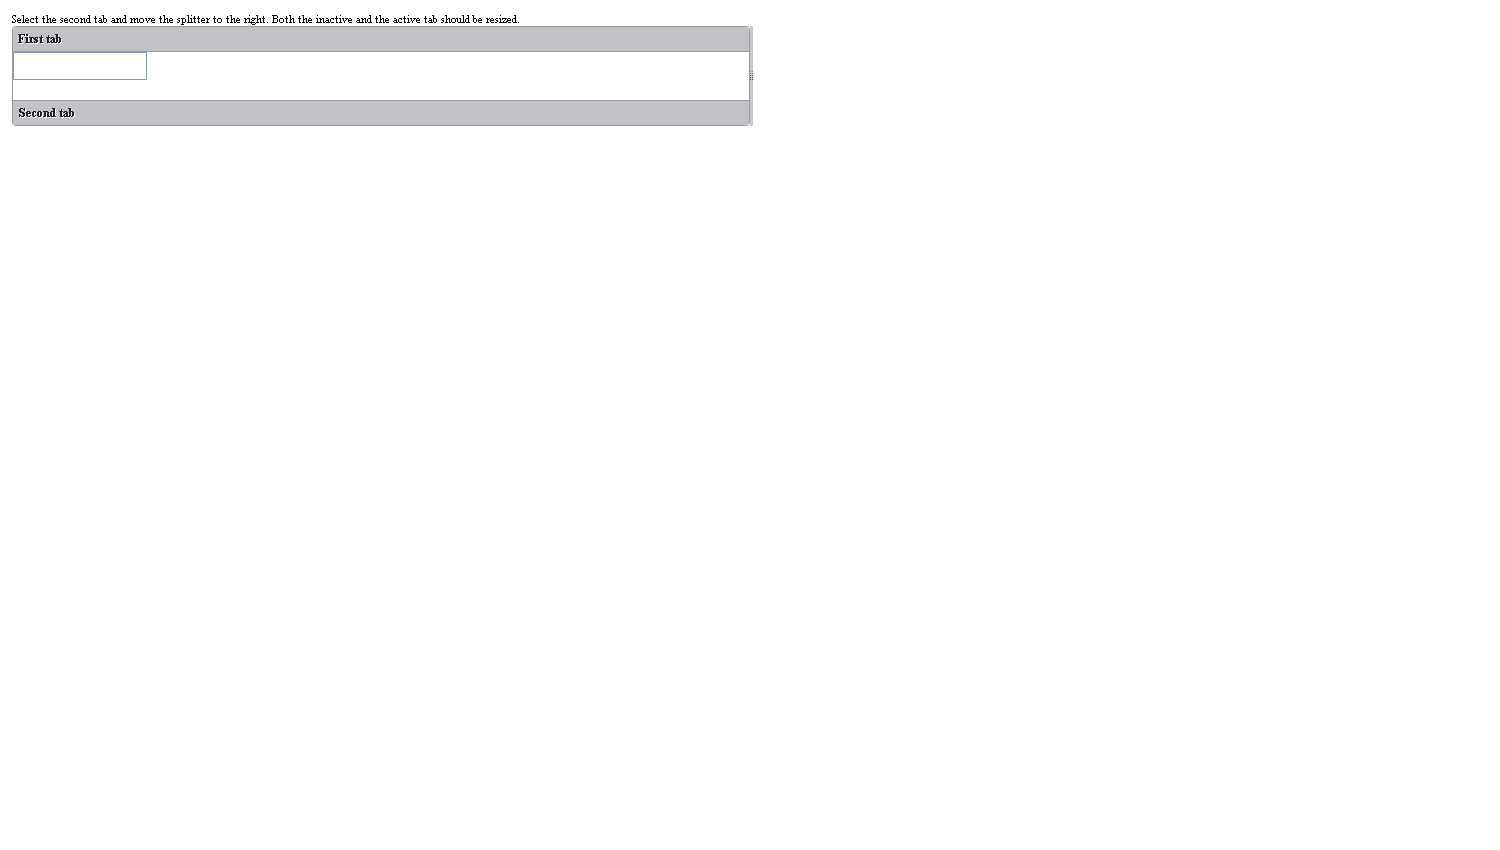 Select the second tab and move the splitter to the right. Both the inactive and the active tab should be resized.
First tab
Second tab